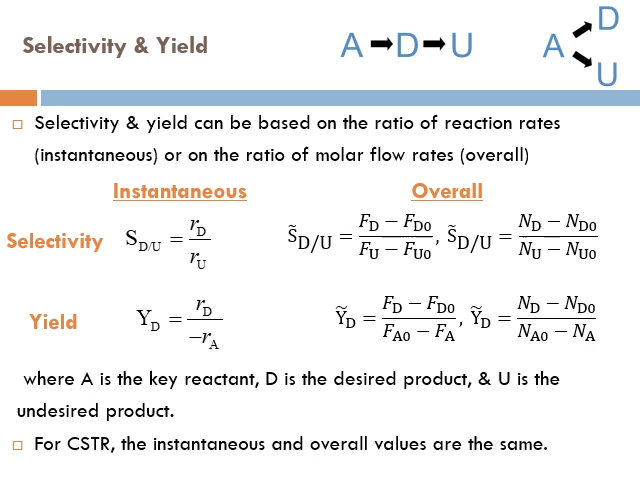 Selectivity & Yield
A → D → U
A D U
□ Selectivity & yield can be based on the ratio of reaction rates
(instantaneous) or on the ratio of molar flow rates (overall)
Instantaneous Overall
Selectivity S_D/U = r_D / r_U S̃_D/U = (F_D − F_D0) / (F_U − F_U0), S̃_D/U = (N_D − N_D0) / (N_U − N_U0)
Yield Y_D = r_D / −r_A Ỹ_D = (F_D − F_D0) / (F_A0 − F_A), Ỹ_D = (N_D − N_D0) / (N_A0 − N_A)
where A is the key reactant, D is the desired product, & U is the
undesired product.
□ For CSTR, the instantaneous and overall values are the same.